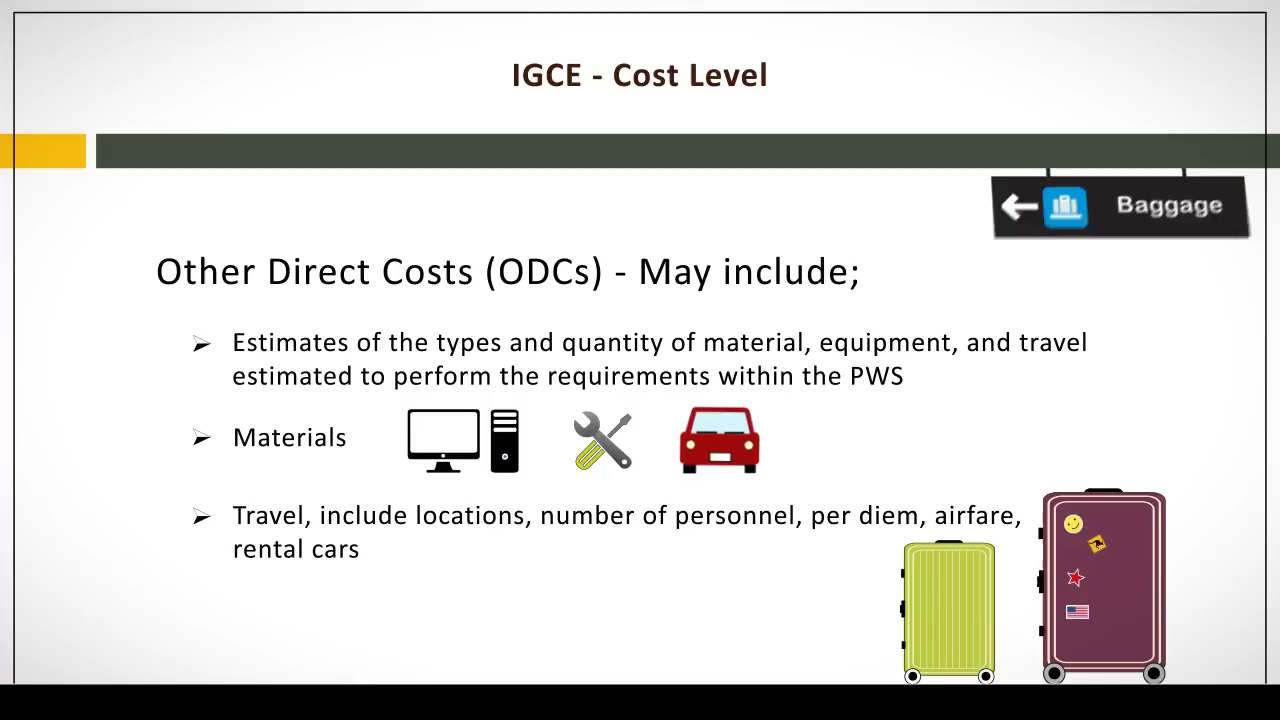 IGCE - Cost Level
Baggage
Other Direct Costs (ODCs) - May include;
Estimates of the types and quantity of material, equipment, and travel
estimated to perform the requirements within the PWS
Materials
Travel, include locations, number of personnel, per diem, airfare,
rental cars